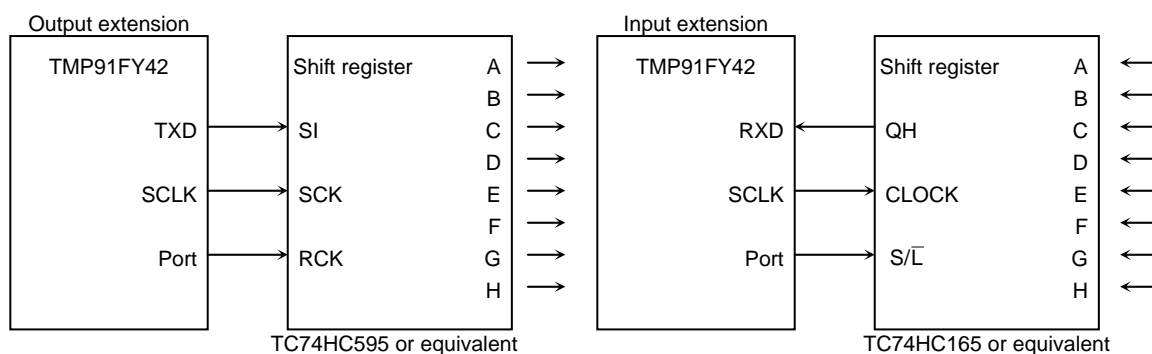 Output extension
TMP91FY42
TXD
SCLK
Port
Shift register
SI
SCK
RCK
A
B
C
D
E
F
G
H
TC74HC595 or equivalent
Input extension
TMP91FY42
RXD
SCLK
Port
Shift register
QH
CLOCK
S/L̅
A
B
C
D
E
F
G
H
TC74HC165 or equivalent